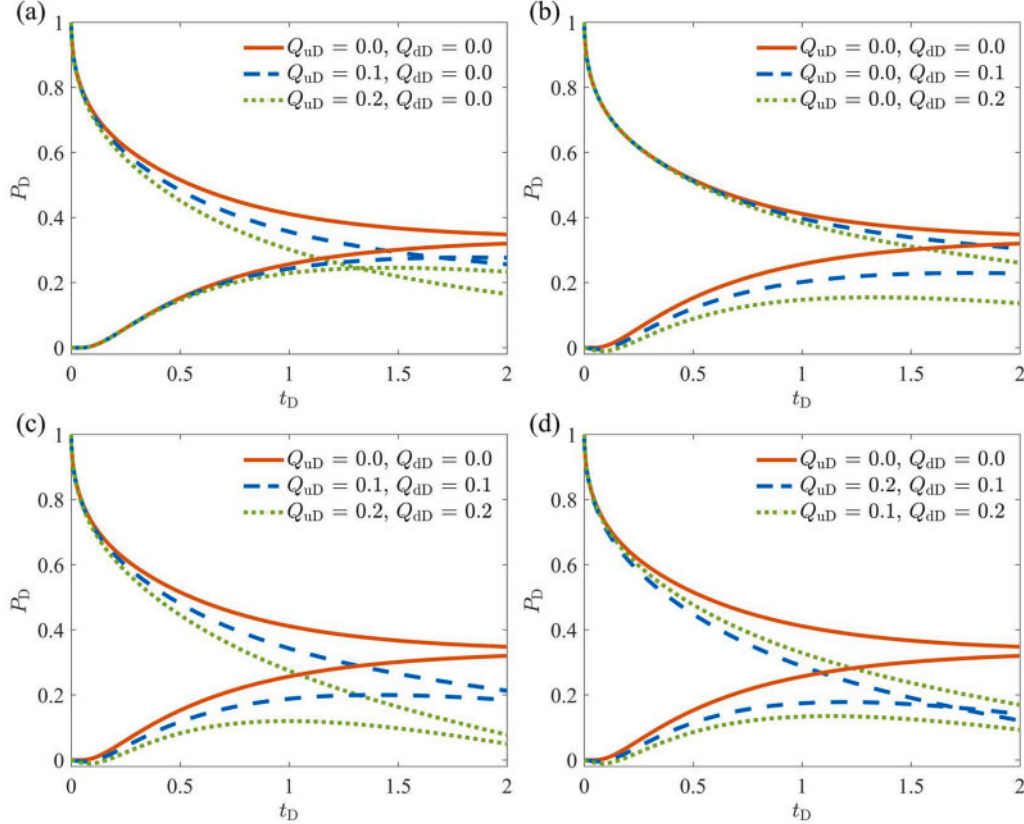 (a)
1
0.8
0.6
0.4
0.2
0
P_D
Q_uD = 0.0, Q_dD = 0.0
Q_uD = 0.1, Q_dD = 0.0
Q_uD = 0.2, Q_dD = 0.0
0 0.5 1 1.5 2
t_D
(b)
1
0.8
0.6
0.4
0.2
0
P_D
Q_uD = 0.0, Q_dD = 0.0
Q_uD = 0.0, Q_dD = 0.1
Q_uD = 0.0, Q_dD = 0.2
0 0.5 1 1.5 2
t_D
(c)
1
0.8
0.6
0.4
0.2
0
P_D
Q_uD = 0.0, Q_dD = 0.0
Q_uD = 0.1, Q_dD = 0.1
Q_uD = 0.2, Q_dD = 0.2
0 0.5 1 1.5 2
t_D
(d)
1
0.8
0.6
0.4
0.2
0
P_D
Q_uD = 0.0, Q_dD = 0.0
Q_uD = 0.2, Q_dD = 0.1
Q_uD = 0.1, Q_dD = 0.2
0 0.5 1 1.5 2
t_D